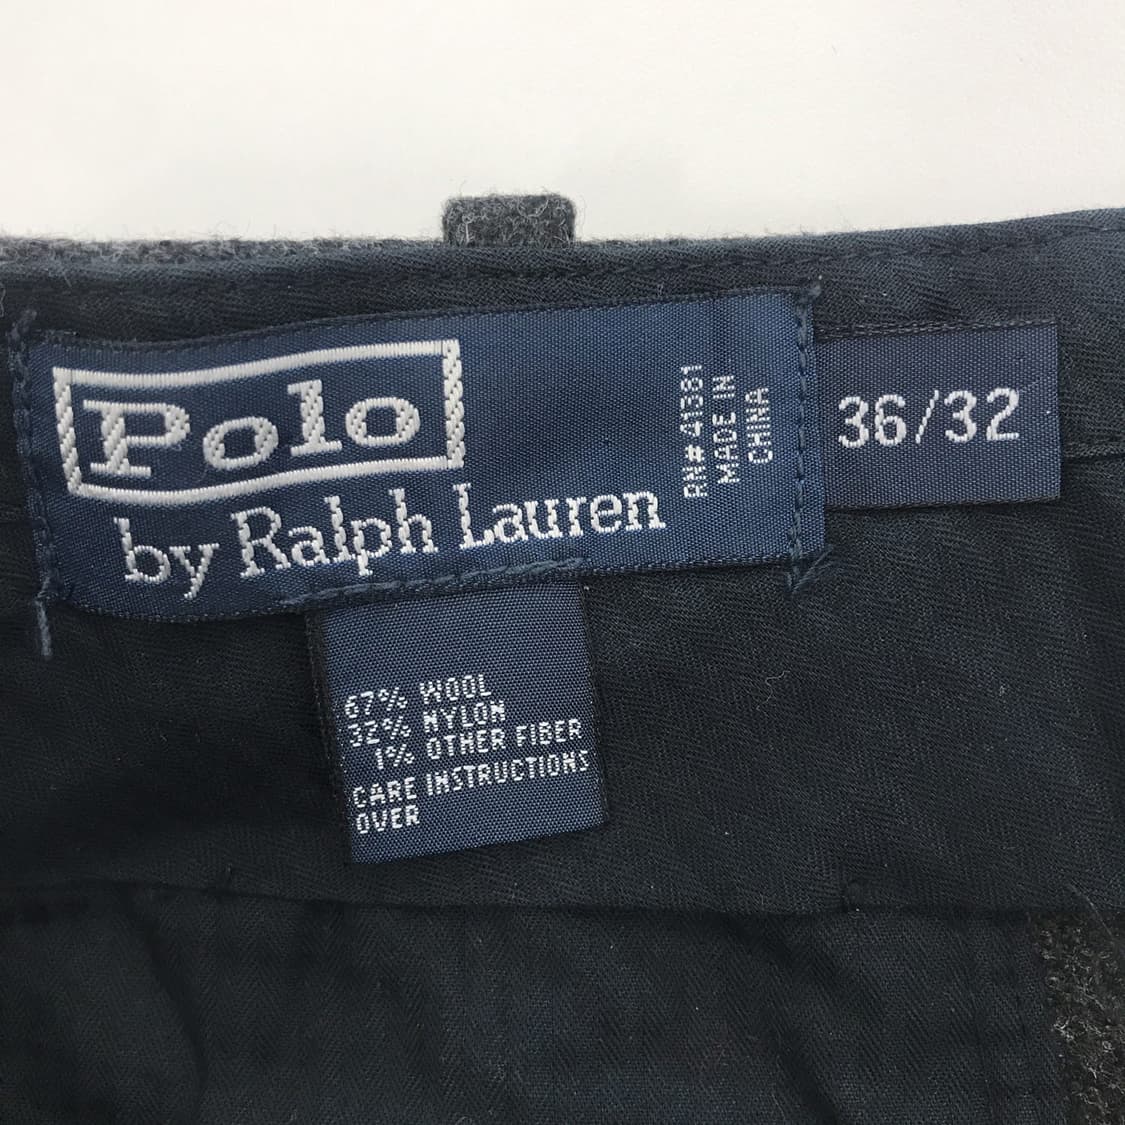 Polo
by Ralph Lauren
RN# 41381
MADE IN
CHINA
36/32
67% WOOL
32% NYLON
1% OTHER FIBER
CARE INSTRUCTIONS
OVER